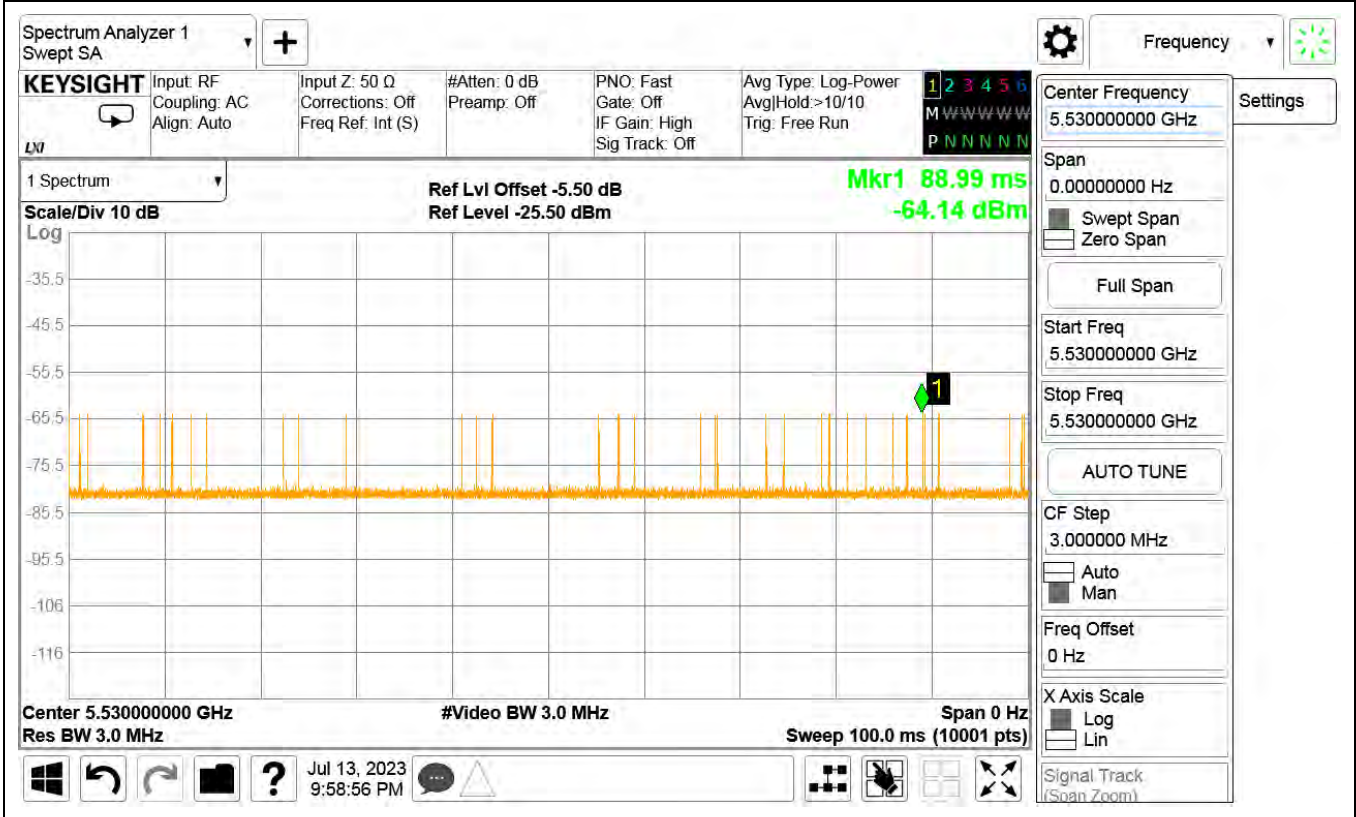 Spectrum Analyzer 1
Swept SA
+
Frequency
KEYSIGHT
LXI
Input: RF
Coupling: AC
Align: Auto
Input Z: 50 Ω
Corrections: Off
Freq Ref: Int (S)
#Atten: 0 dB
Preamp: Off
PNO: Fast
Gate: Off
IF Gain: High
Sig Track: Off
Avg Type: Log-Power
Avg|Hold:>10/10
Trig: Free Run
1 2 3 4 5 6
M W W W W W
P N N N N N
Settings
1 Spectrum
Scale/Div 10 dB
Ref Lvl Offset -5.50 dB
Ref Level -25.50 dBm
Mkr1 88.99 ms
-64.14 dBm
Log
-35.5
-45.5
-55.5
-65.5
-75.5
-85.5
-95.5
-106
-116
1
Center 5.530000000 GHz
#Video BW 3.0 MHz
Span 0 Hz
Res BW 3.0 MHz
Sweep 100.0 ms (10001 pts)
Center Frequency
5.530000000 GHz
Span
0.00000000 Hz
Swept Span
Zero Span
Full Span
Start Freq
5.530000000 GHz
Stop Freq
5.530000000 GHz
AUTO TUNE
CF Step
3.000000 MHz
Auto
Man
Freq Offset
0 Hz
X Axis Scale
Log
Lin
Signal Track
(Span Zoom)
?
Jul 13, 2023
9:58:56 PM